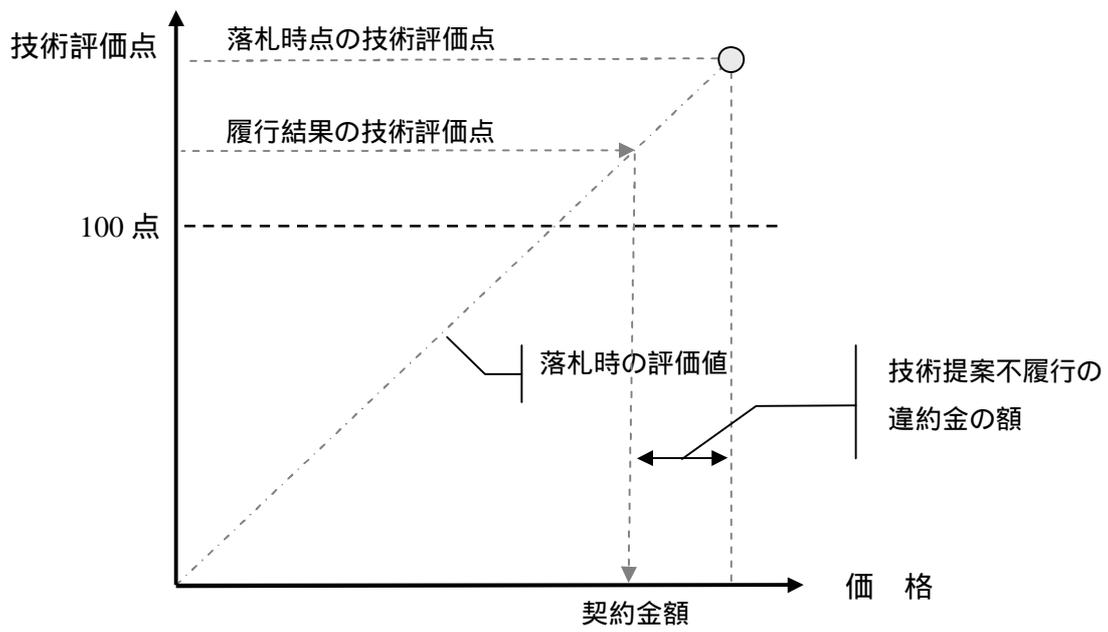 技術評価点
落札時点の技術評価点
履行結果の技術評価点
100 点
落札時の評価値
技術提案不履行の
違約金の額
価 格
契約金額